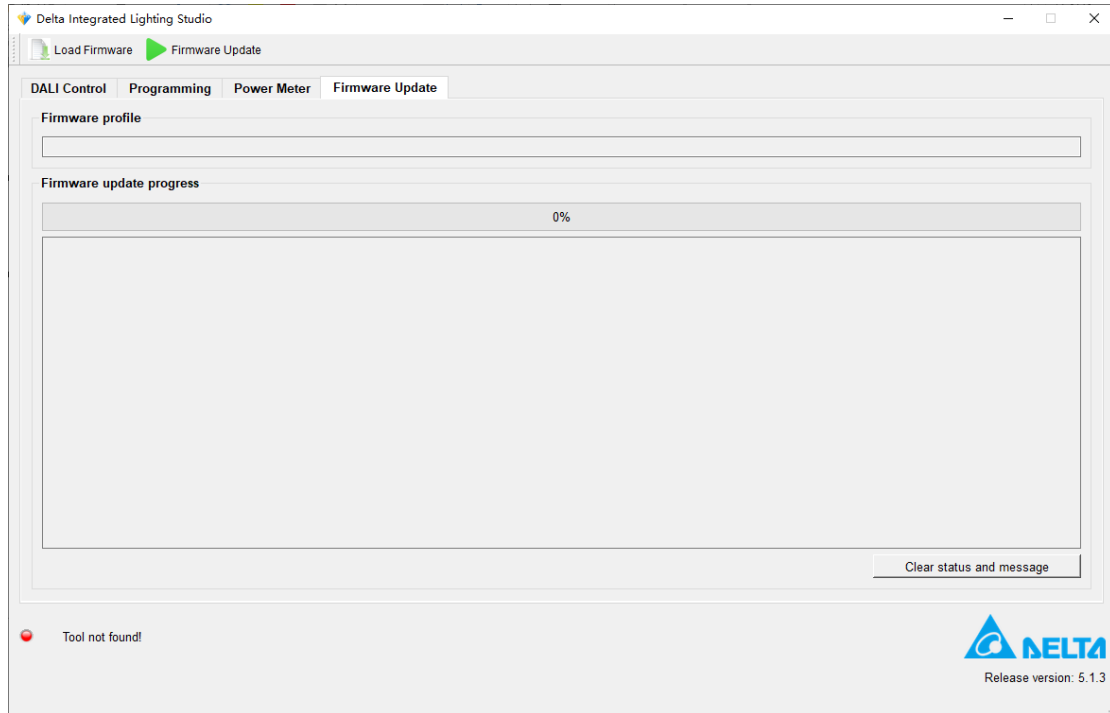 Delta Integrated Lighting Studio
Load Firmware Firmware Update
DALI Control Programming Power Meter Firmware Update
Firmware profile
Firmware update progress
0%
Clear status and message
Tool not found!
DELTA
Release version: 5.1.3